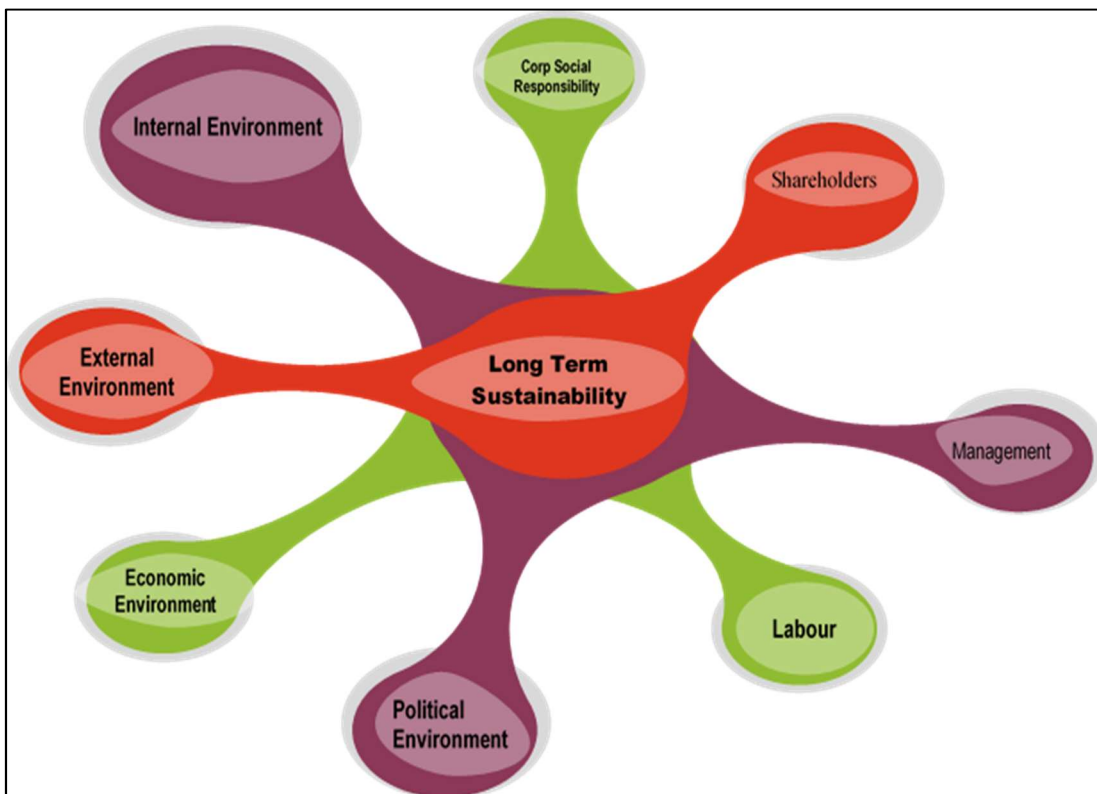 Corp Social
Responsibility
Internal Environment
Shareholders
External
Environment
Long Term
Sustainability
Management
Economic
Environment
Labour
Political
Environment